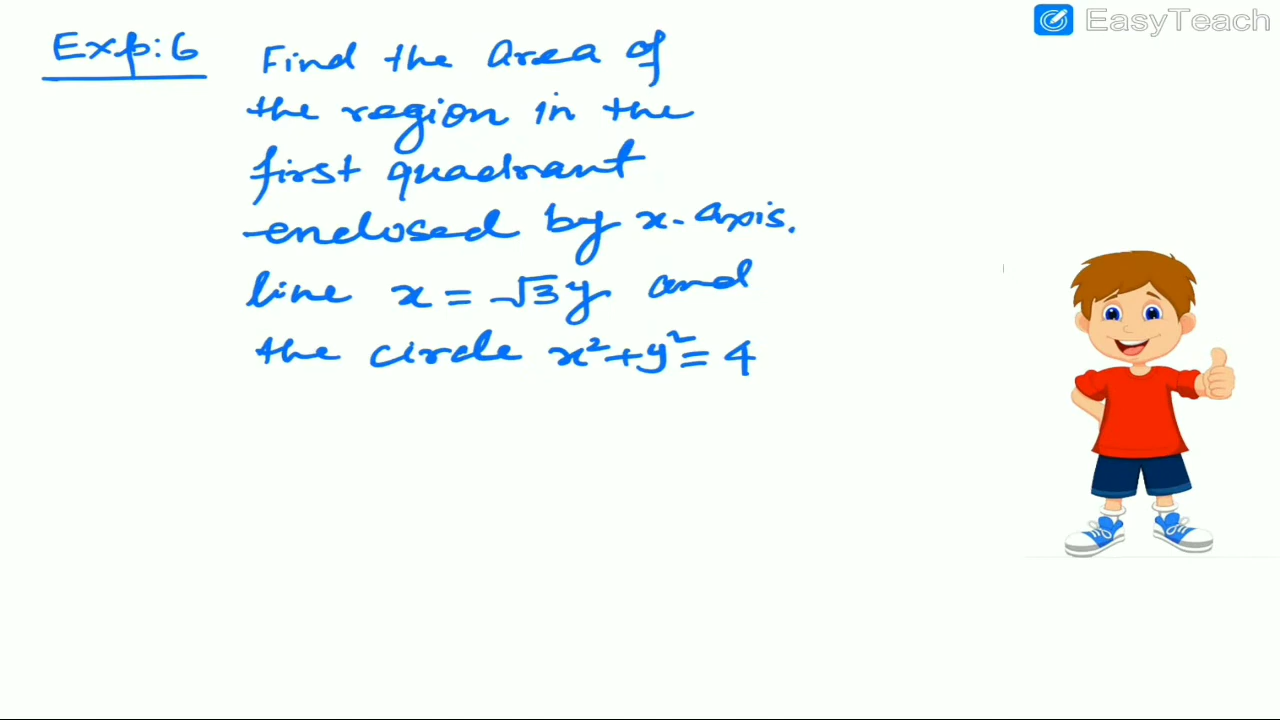 EasyTeach
Exp:6 Find the area of
the region in the
first quadrant
enclosed by x-axis.
line x = √3y and
the circle x²+y²= 4